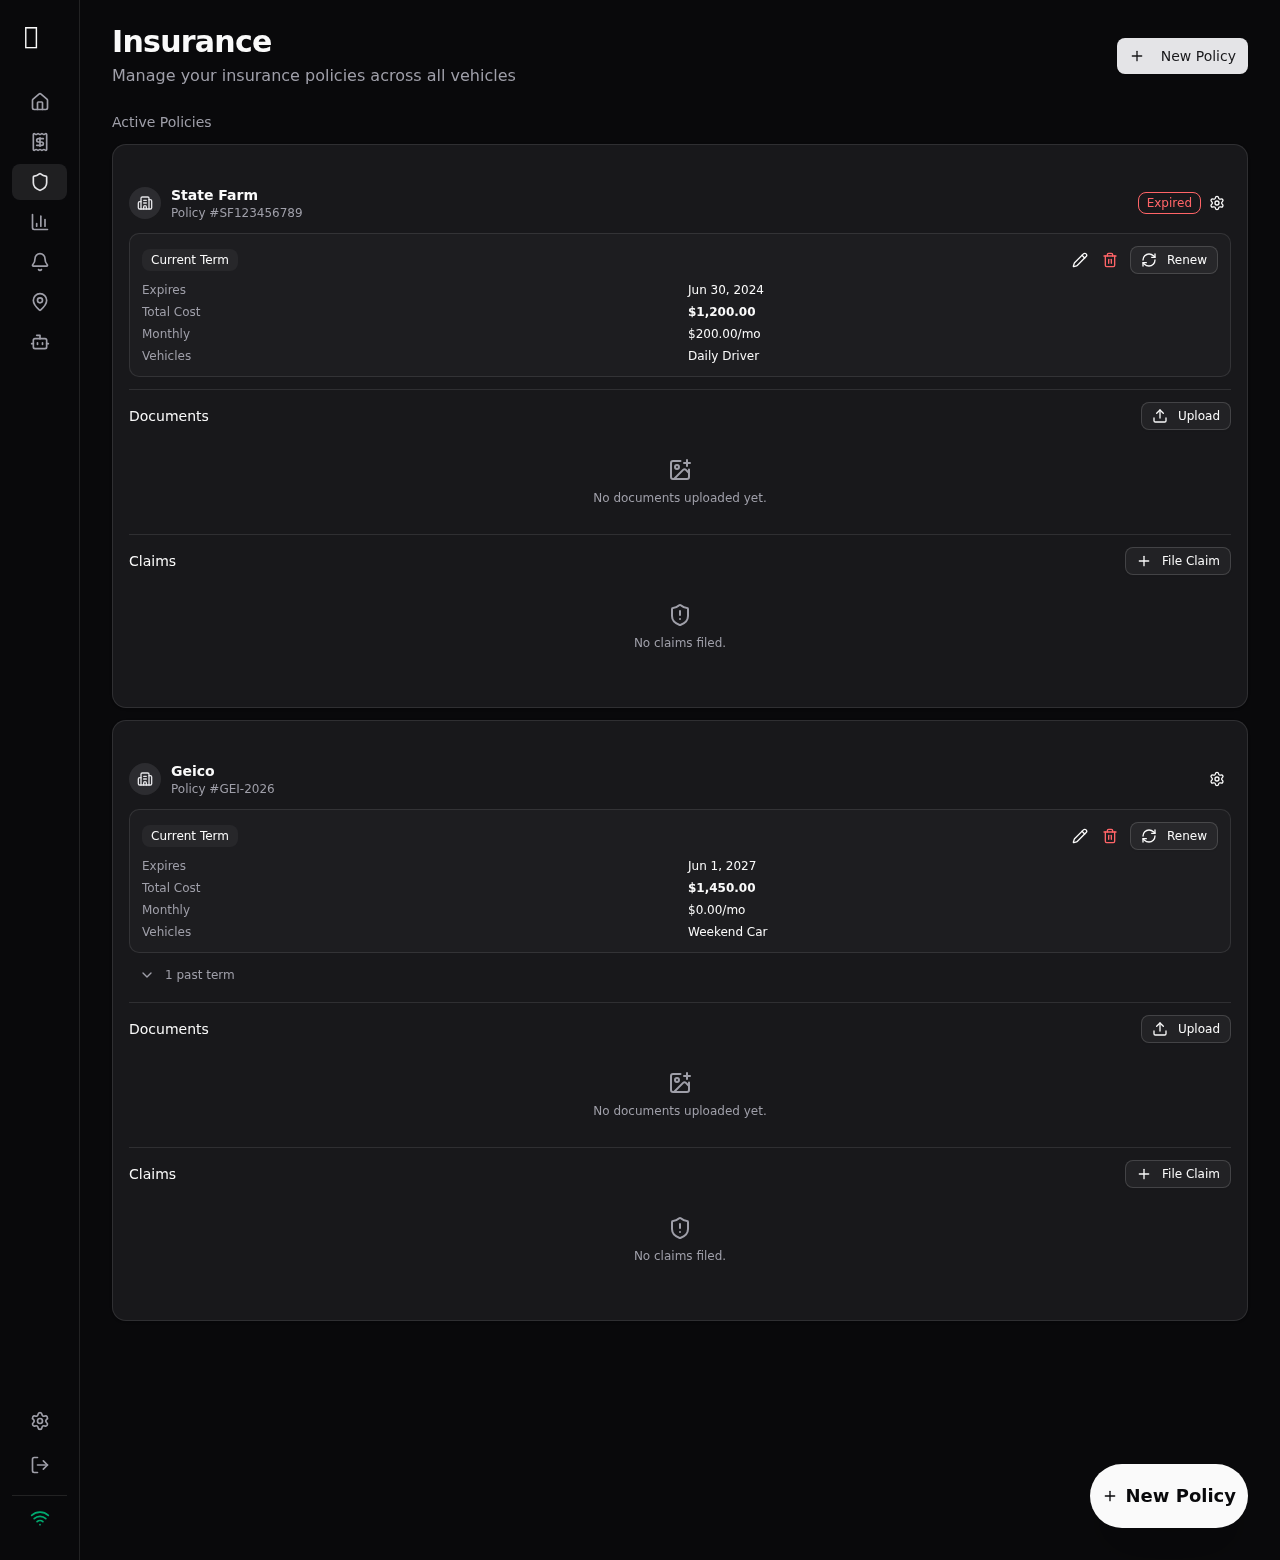 Insurance
Manage your insurance policies across all vehicles
New Policy
Active Policies
State Farm
Policy #SF123456789
Expired
Current Term
Renew
Expires Jun 30, 2024
Total Cost $1,200.00
Monthly $200.00/mo
Vehicles Daily Driver
Documents
Upload
No documents uploaded yet.
Claims
File Claim
No claims filed.
Geico
Policy #GEI-2026
Current Term
Renew
Expires Jun 1, 2027
Total Cost $1,450.00
Monthly $0.00/mo
Vehicles Weekend Car
1 past term
Documents
Upload
No documents uploaded yet.
Claims
File Claim
No claims filed.
New Policy